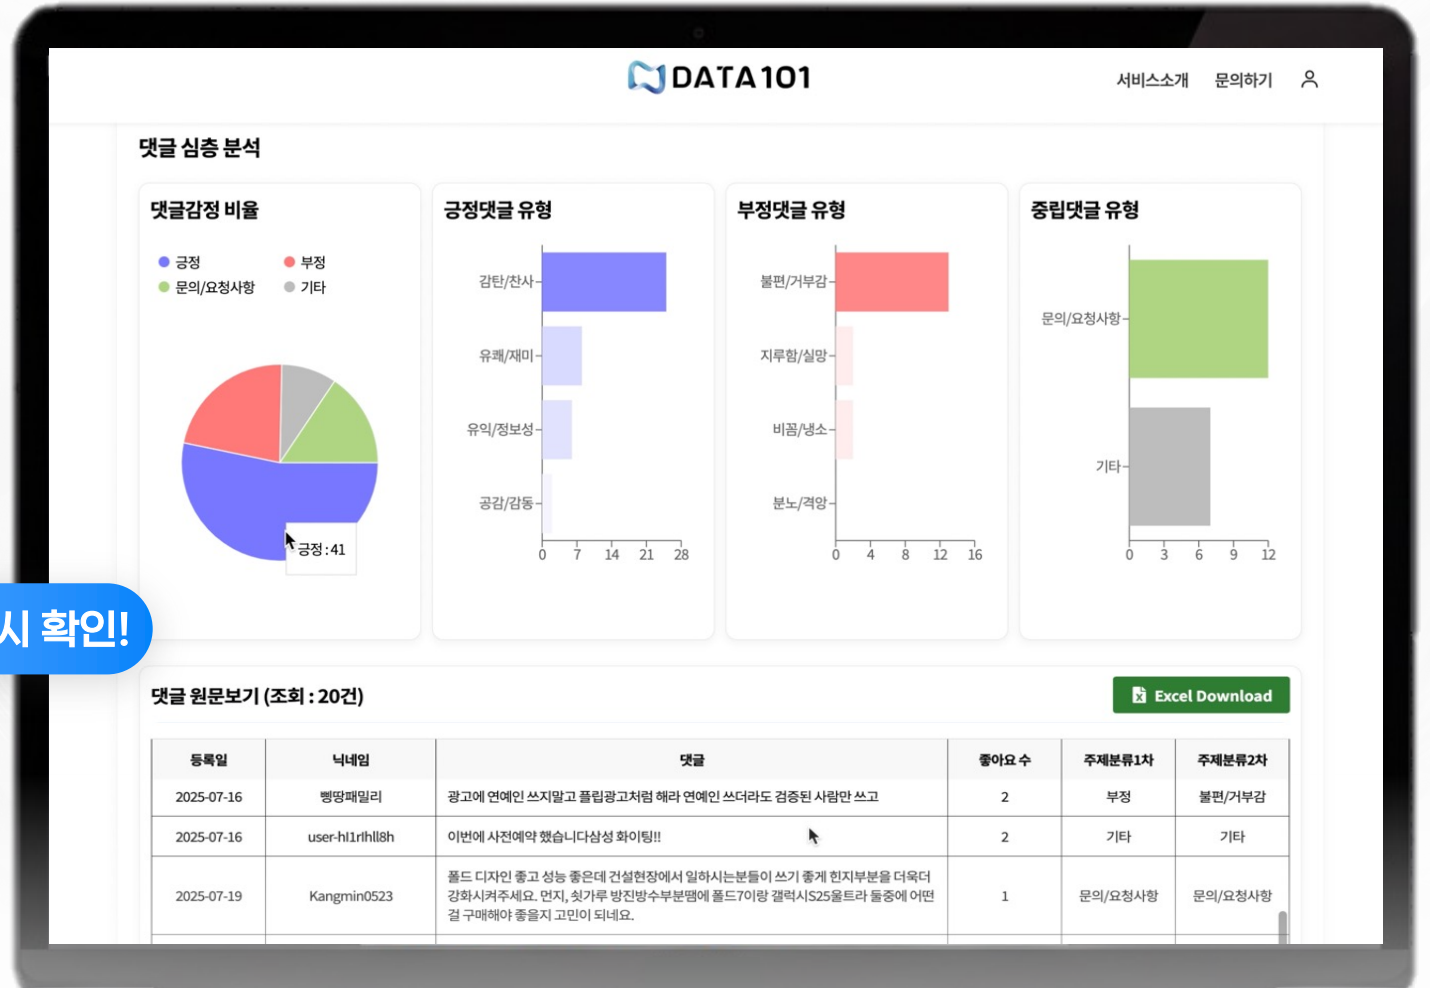 DATA101
서비스소개 문의하기
댓글 심층 분석
댓글감정 비율
긍정 부정
문의/요청사항 기타
긍정 : 41
긍정댓글 유형
감탄/찬사
유쾌/재미
유익/정보성
공감/감동
0 7 14 21 28
부정댓글 유형
불편/거부감
지루함/실망
비꼼/냉소
분노/격앙
0 4 8 12 16
중립댓글 유형
문의/요청사항
기타
0 3 6 9 12
시 확인!
댓글 원문보기 (조회 : 20건)
Excel Download
등록일 닉네임 댓글 좋아요 수 주제분류1차 주제분류2차
2025-07-16 삥땅패밀리 광고에 연예인 쓰지말고 플립광고처럼 해라 연예인 쓰더라도 검증된 사람만 쓰고 2 부정 불편/거부감
2025-07-16 이번에 사전예약 했습니다삼성 화이팅!! 2 기타 기타
2025-07-19 Kangmin0523 폴드 디자인 좋고 성능 좋은데 건설현장에서 일하시는분들이 쓰기 좋게 힌지부분을 더욱더
강화시켜주세요. 먼지, 쇳가루 방진방수부분땜에 폴드7이랑 갤럭시S25울트라 둘중에 어떤
걸 구매해야 좋을지 고민이 되네요. 1 문의/요청사항 문의/요청사항